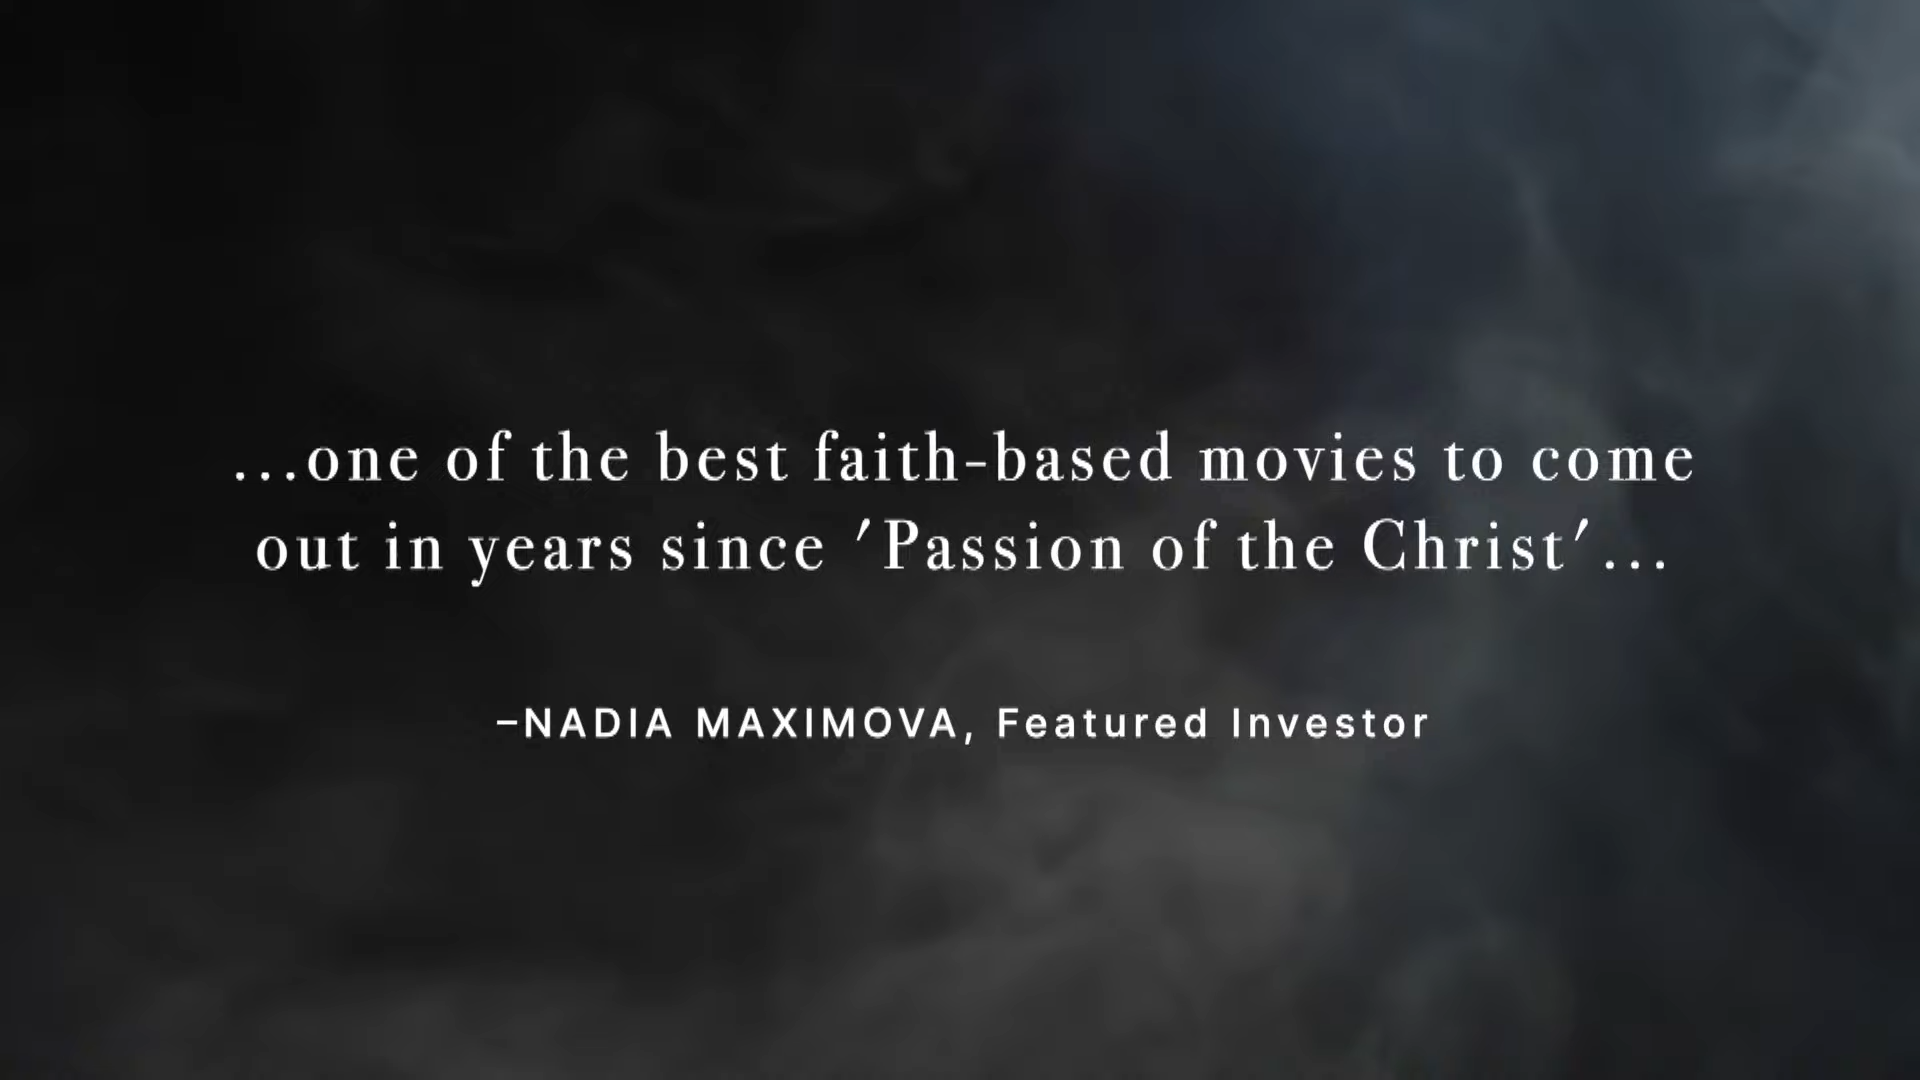 ...one of the best faith-based movies to come
out in years since 'Passion of the Christ'...
–NADIA MAXIMOVA, Featured Investor